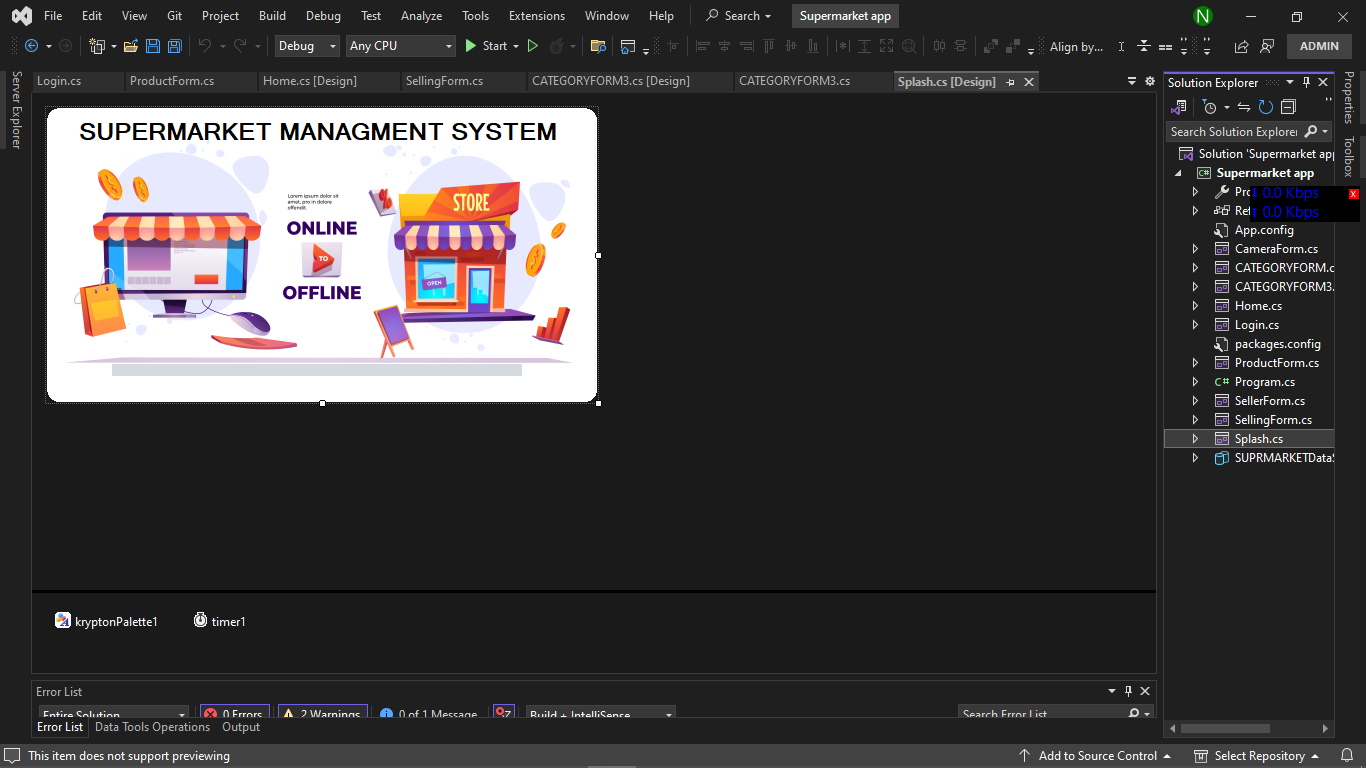 File Edit View Git Project Build Debug Test Analyze Tools Extensions Window Help Search Supermarket app N
Debug Any CPU Start Align by... ADMIN
Server Explorer
Login.cs ProductForm.cs Home.cs [Design] SellingForm.cs CATEGORYFORM3.cs [Design] CATEGORYFORM3.cs Splash.cs [Design]
SUPERMARKET MANAGMENT SYSTEM
Lorem ipsum dolor sit
amet, pro in dolore
offendit.
ONLINE
TO
OFFLINE
STORE
OPEN
kryptonPalette1 timer1
Error List
Entire Solution 0 Errors 2 Warnings 0 of 1 Message Build + IntelliSense Search Error List
Error List Data Tools Operations Output
This item does not support previewing Add to Source Control Select Repository
Solution Explorer
Search Solution Explorer
Solution 'Supermarket app
Supermarket app
Pro 0.0 Kbps x
Ref 0.0 Kbps
App.config
CameraForm.cs
CATEGORYFORM.c
CATEGORYFORM3.
Home.cs
Login.cs
packages.config
ProductForm.cs
C# Program.cs
SellerForm.cs
SellingForm.cs
Splash.cs
SUPRMARKETDataS
Properties
Toolbox